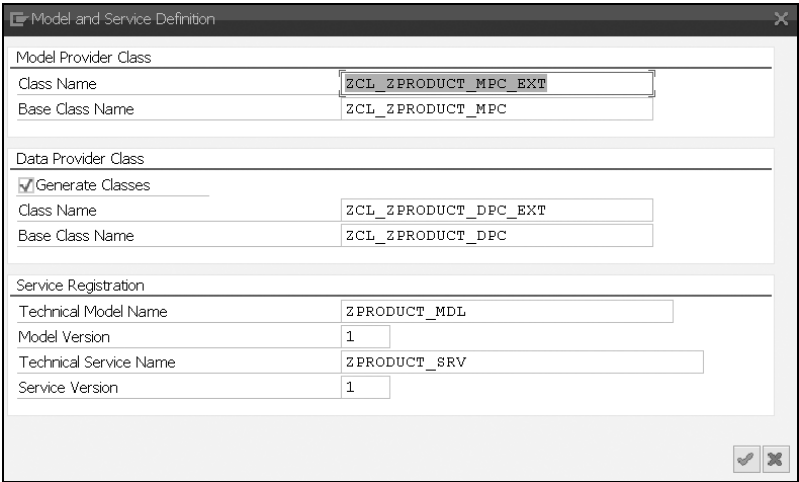 Model and Service Definition
Model Provider Class
Class Name ZCL_ZPRODUCT_MPC_EXT
Base Class Name ZCL_ZPRODUCT_MPC
Data Provider Class
Generate Classes
Class Name ZCL_ZPRODUCT_DPC_EXT
Base Class Name ZCL_ZPRODUCT_DPC
Service Registration
Technical Model Name ZPRODUCT_MDL
Model Version 1
Technical Service Name ZPRODUCT_SRV
Service Version 1